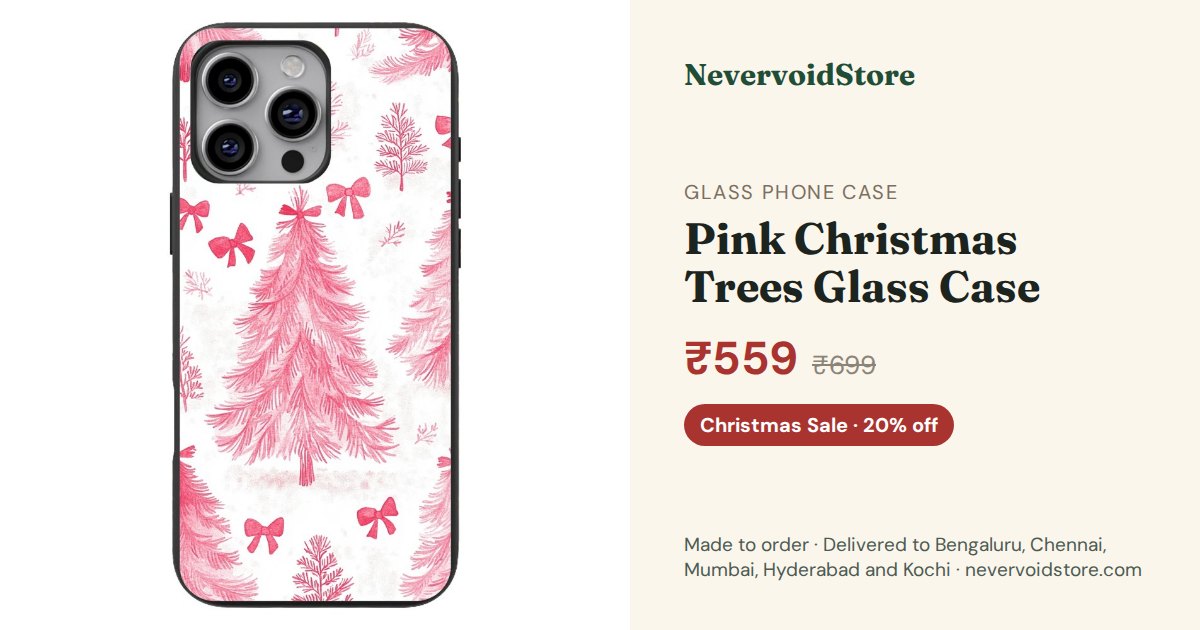 NevervoidStore
GLASS PHONE CASE
Pink Christmas
Trees Glass Case
₹559 ₹699
Christmas Sale · 20% off
Made to order · Delivered to Bengaluru, Chennai,
Mumbai, Hyderabad and Kochi · nevervoidstore.com